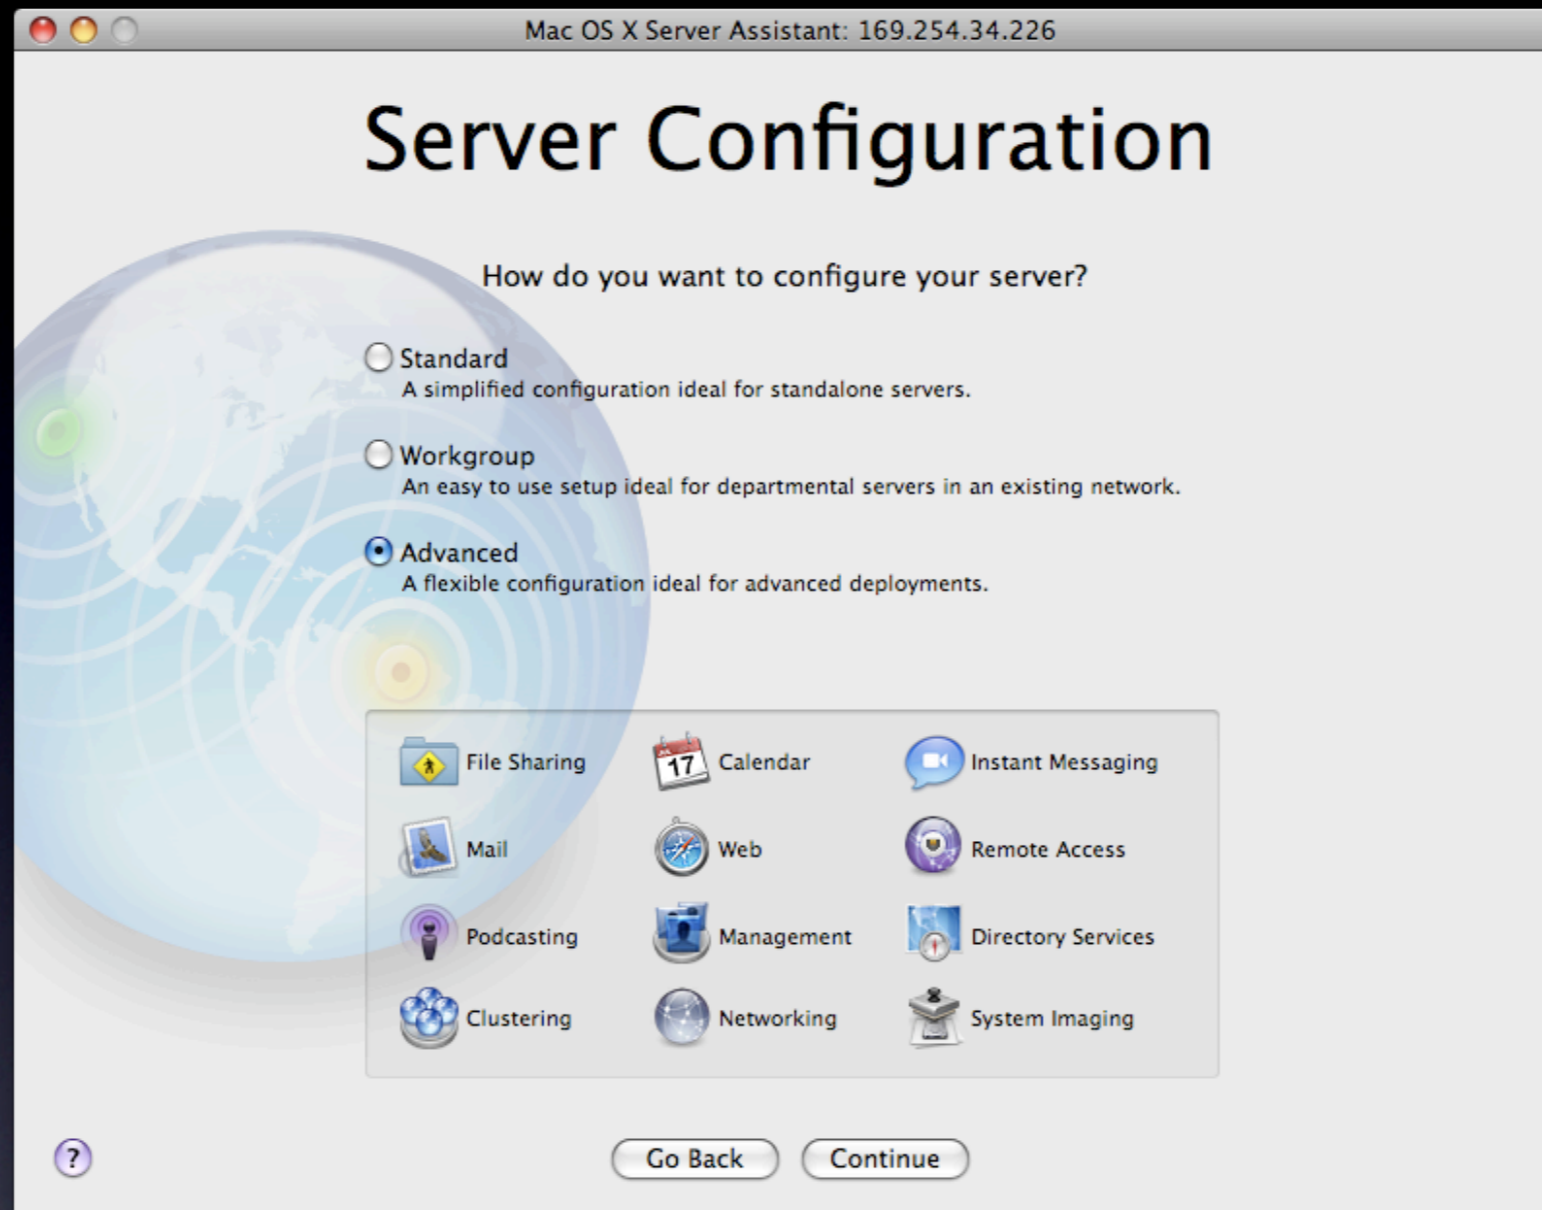 Mac OS X Server Assistant: 169.254.34.226
Server Configuration
How do you want to configure your server?
Standard
A simplified configuration ideal for standalone servers.
Workgroup
An easy to use setup ideal for departmental servers in an existing network.
Advanced
A flexible configuration ideal for advanced deployments.
File Sharing
JUL 17
Calendar
Instant Messaging
Mail
Web
Remote Access
Podcasting
Management
Directory Services
Clustering
Networking
System Imaging
?
Go Back
Continue